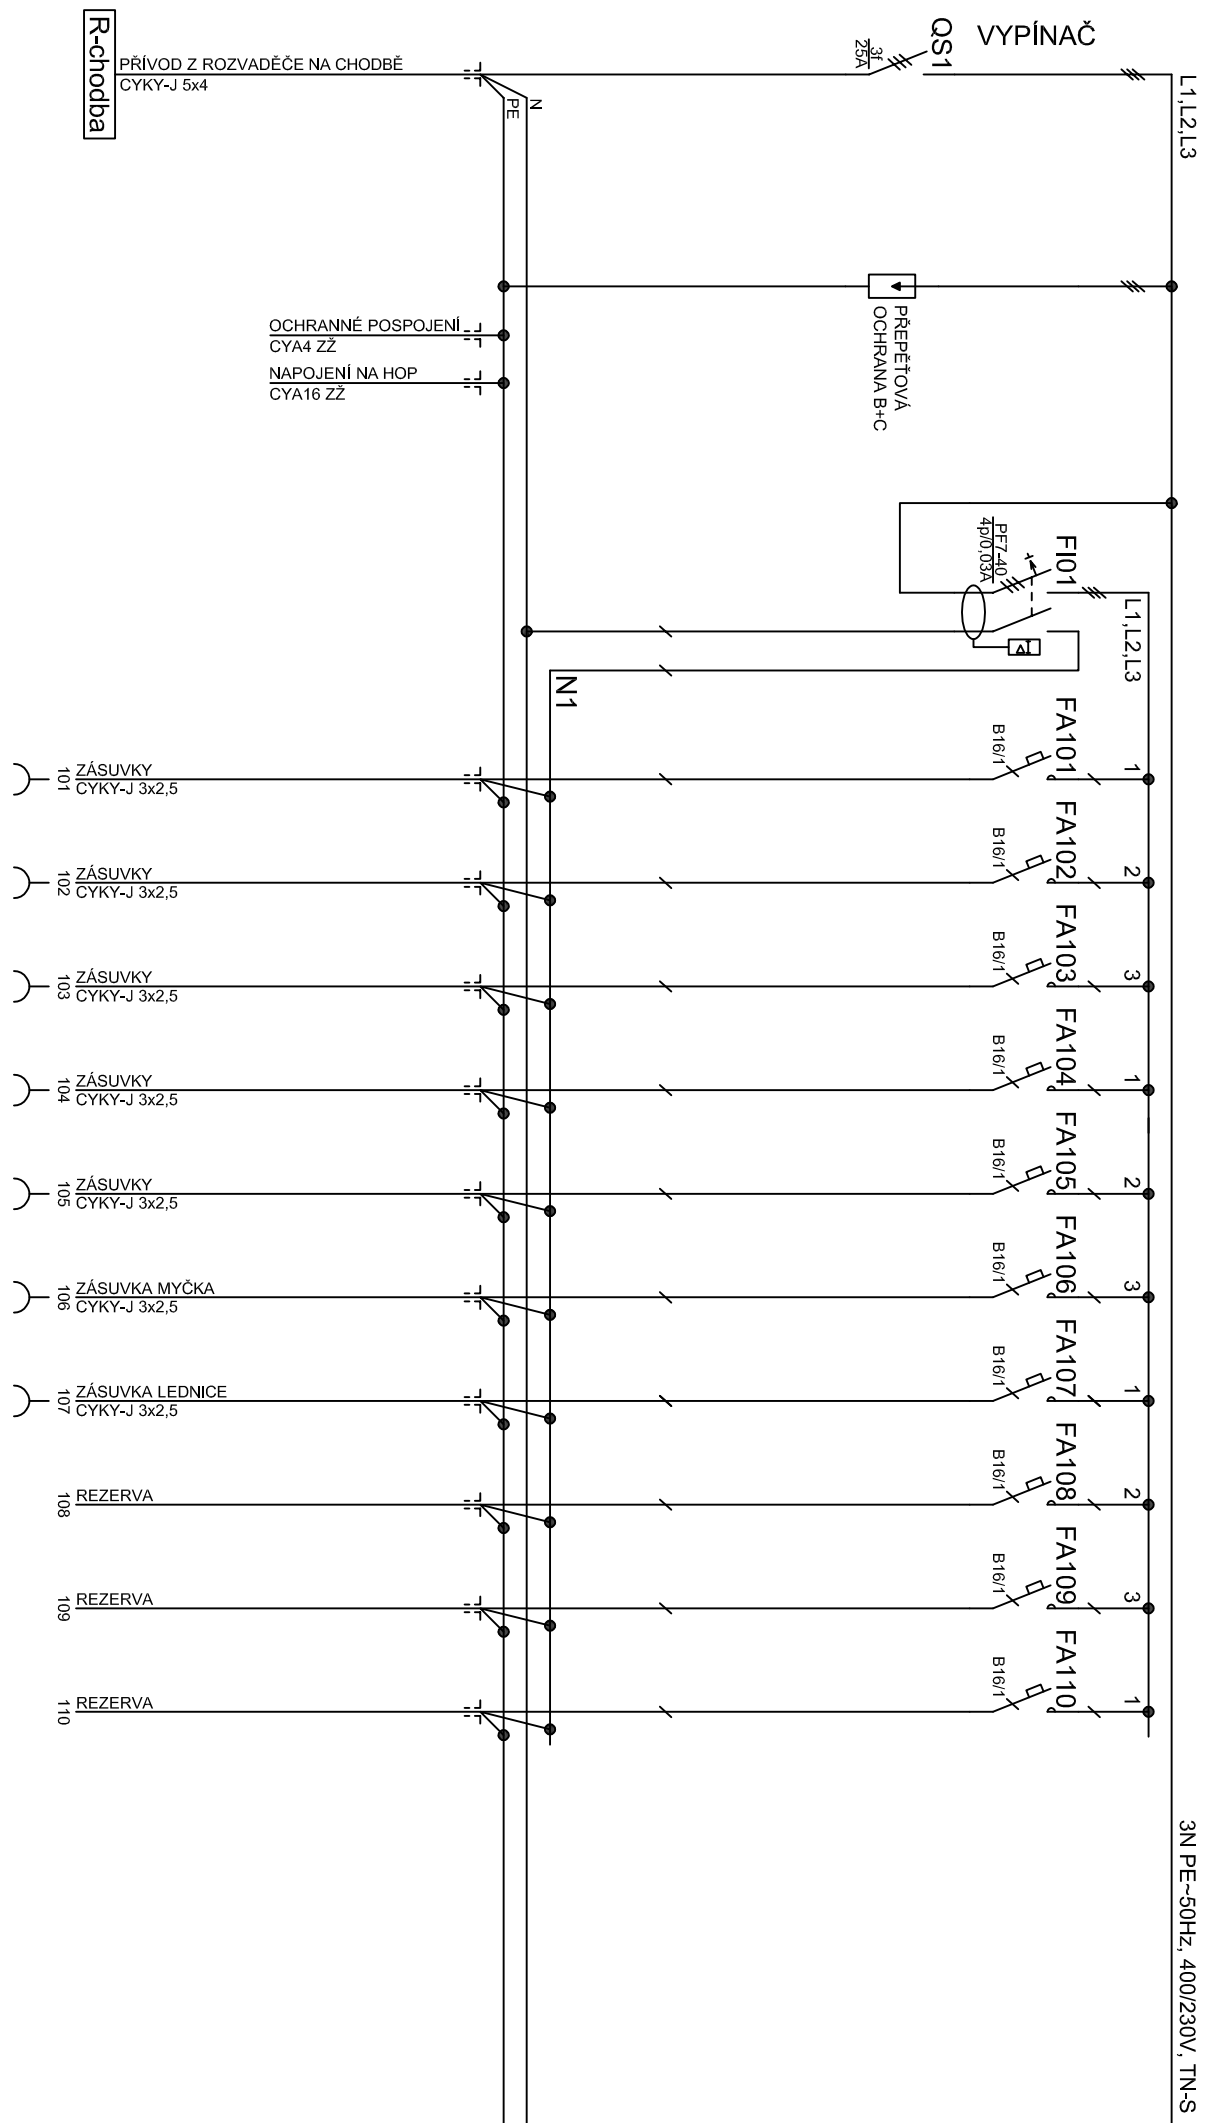 VYPÍNAČ
QS1
3f
25A
L1,L2,L3
R-chodba
PŘÍVOD Z ROZVADĚČE NA CHODBĚ
CYKY-J 5x4
N
PE
PŘEPĚŤOVÁ
OCHRANA B+C
OCHRANNÉ POSPOJENÍ
CYA4 ZŽ
NAPOJENÍ NA HOP
CYA16 ZŽ
FI01
PF7-40
4p/0,03A
L1,L2,L3
ΔI
N1
FA101
1
B16/1
101
ZÁSUVKY
CYKY-J 3x2,5
FA102
2
B16/1
102
ZÁSUVKY
CYKY-J 3x2,5
FA103
3
B16/1
103
ZÁSUVKY
CYKY-J 3x2,5
FA104
1
B16/1
104
ZÁSUVKY
CYKY-J 3x2,5
FA105
2
B16/1
105
ZÁSUVKY
CYKY-J 3x2,5
FA106
3
B16/1
106
ZÁSUVKA MYČKA
CYKY-J 3x2,5
FA107
1
B16/1
107
ZÁSUVKA LEDNICE
CYKY-J 3x2,5
FA108
2
B16/1
108
REZERVA
FA109
3
B16/1
109
REZERVA
FA110
1
B16/1
110
REZERVA
3N PE~50Hz, 400/230V, TN-S